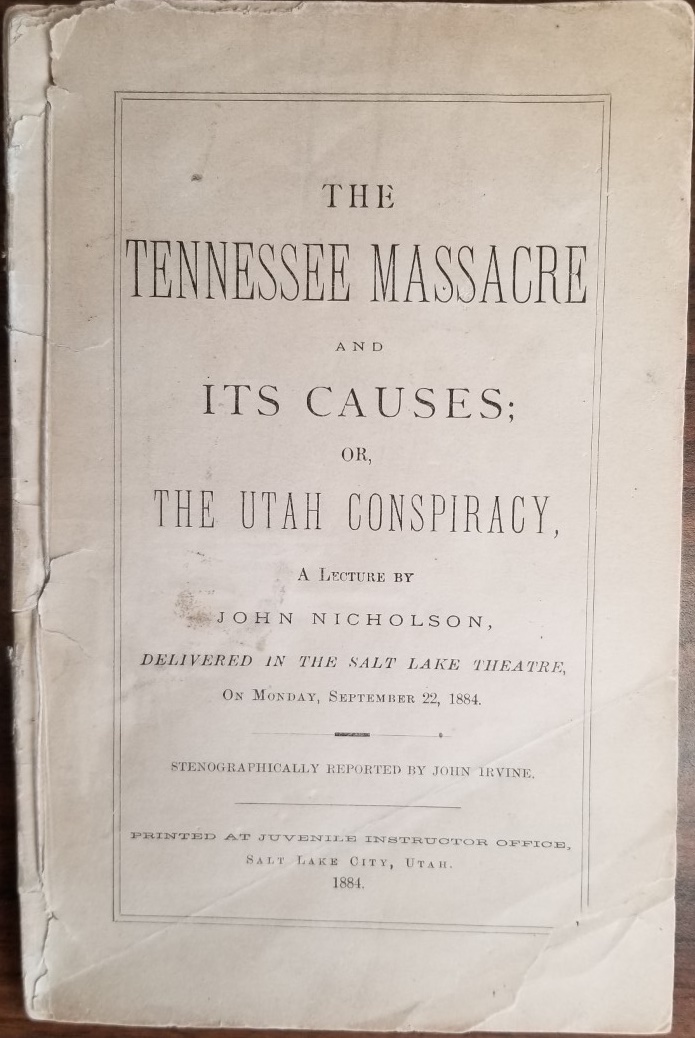 THE
TENNESSEE MASSACRE
AND
ITS CAUSES;
OR,
THE UTAH CONSPIRACY,
A LECTURE BY
JOHN NICHOLSON,
DELIVERED IN THE SALT LAKE THEATRE,
ON MONDAY, SEPTEMBER 22, 1884.
STENOGRAPHICALLY REPORTED BY JOHN IRVINE.
PRINTED AT JUVENILE INSTRUCTOR OFFICE,
SALT LAKE CITY, UTAH.
1884.